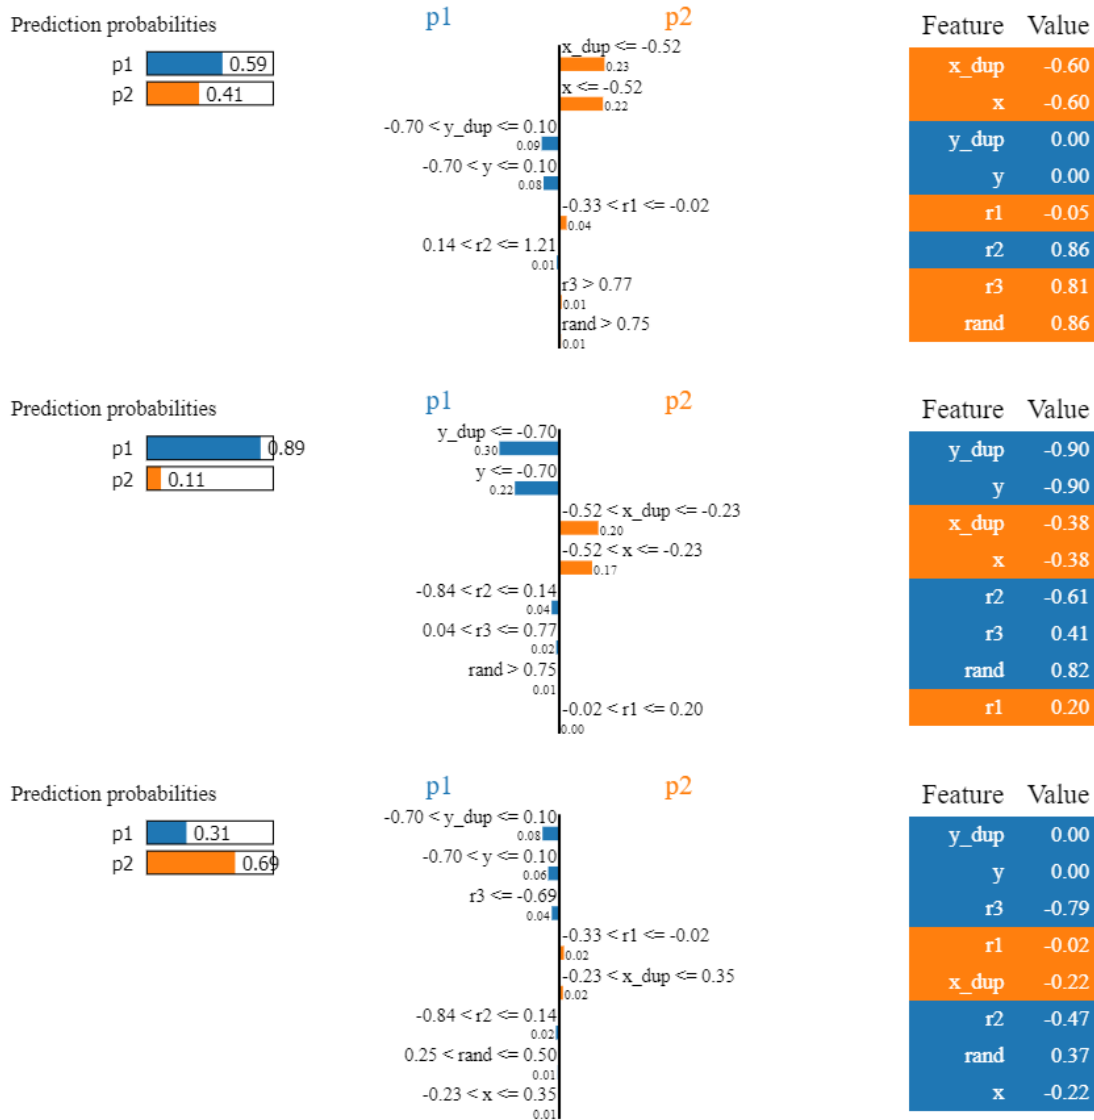 Prediction probabilities
p1 0.59
p2 0.41
p1 p2
x_dup <= -0.52
0.23
x <= -0.52
0.22
-0.70 < y_dup <= 0.10
0.09
-0.70 < y <= 0.10
0.08
-0.33 < r1 <= -0.02
0.04
0.14 < r2 <= 1.21
0.01
r3 > 0.77
0.01
rand > 0.75
0.01
Feature Value
x_dup -0.60
x -0.60
y_dup 0.00
y 0.00
r1 -0.05
r2 0.86
r3 0.81
rand 0.86
Prediction probabilities
p1 0.89
p2 0.11
p1 p2
y_dup <= -0.70
0.30
y <= -0.70
0.22
-0.52 < x_dup <= -0.23
0.20
-0.52 < x <= -0.23
0.17
-0.84 < r2 <= 0.14
0.04
0.04 < r3 <= 0.77
0.02
rand > 0.75
0.01
-0.02 < r1 <= 0.20
0.00
Feature Value
y_dup -0.90
y -0.90
x_dup -0.38
x -0.38
r2 -0.61
r3 0.41
rand 0.82
r1 0.20
Prediction probabilities
p1 0.31
p2 0.69
p1 p2
-0.70 < y_dup <= 0.10
0.08
-0.70 < y <= 0.10
0.06
r3 <= -0.69
0.04
-0.33 < r1 <= -0.02
0.02
-0.23 < x_dup <= 0.35
0.02
-0.84 < r2 <= 0.14
0.02
0.25 < rand <= 0.50
0.01
-0.23 < x <= 0.35
0.01
Feature Value
y_dup 0.00
y 0.00
r3 -0.79
r1 -0.02
x_dup -0.22
r2 -0.47
rand 0.37
x -0.22